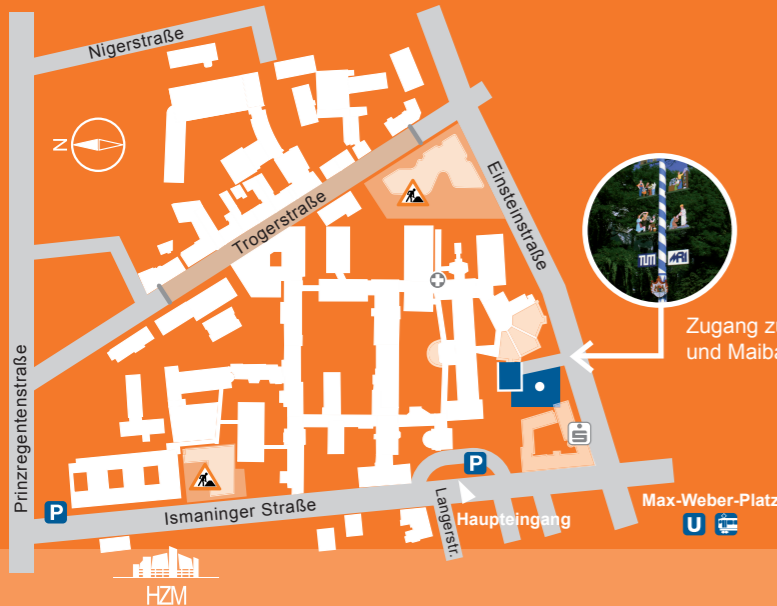 Nigerstraße
N
Trogerstraße
Einsteinstraße
TUM MRI
Zugang zu
und Maiba
Prinzregentenstraße
P
Ismaninger Straße
P
Langerstr.
Haupteingang
Max-Weber-Platz
U
HZM